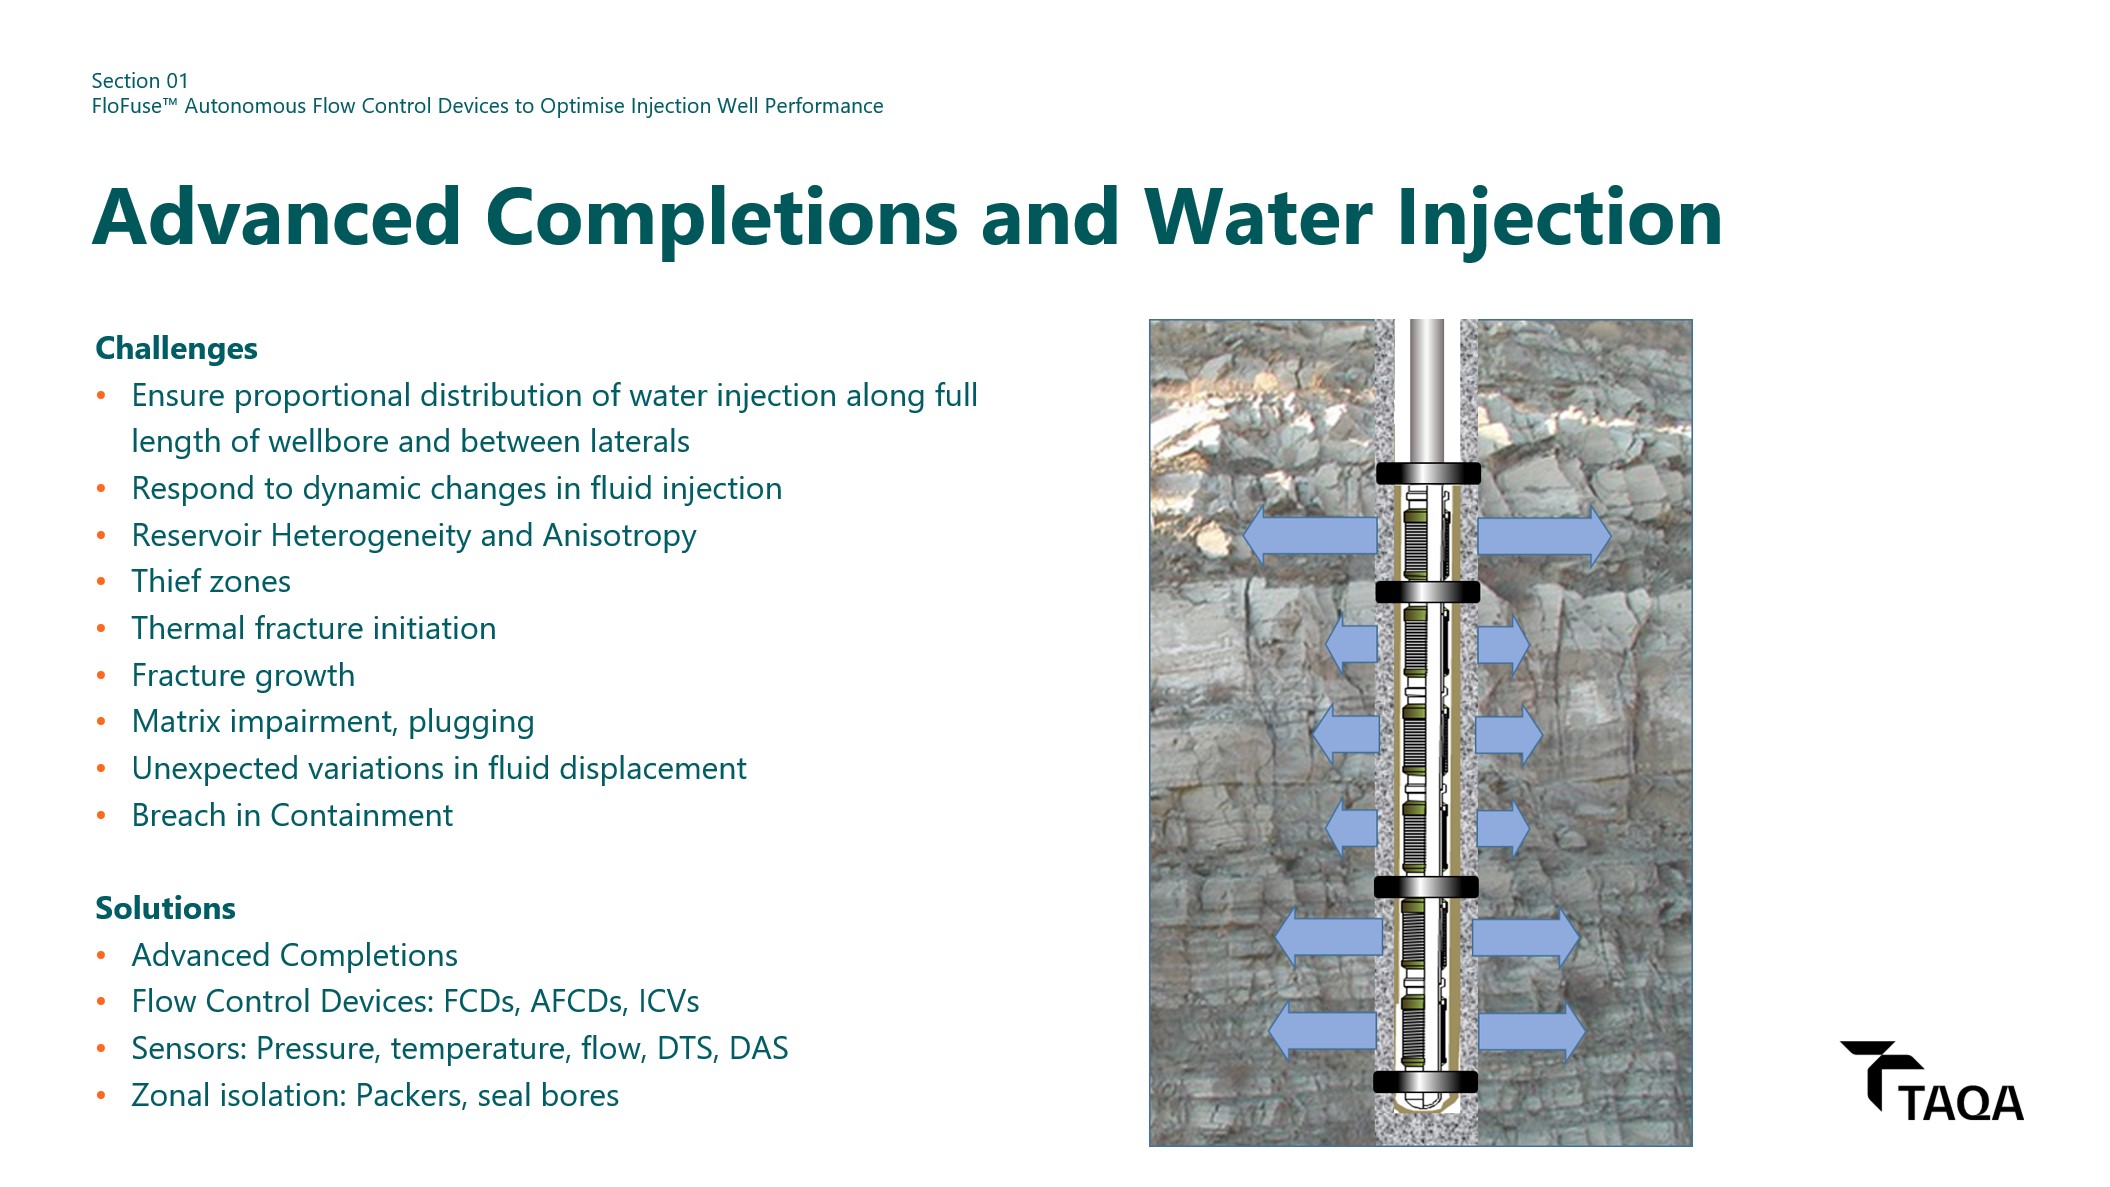 Section 01
FloFuse™ Autonomous Flow Control Devices to Optimise Injection Well Performance
Advanced Completions and Water Injection
Challenges
• Ensure proportional distribution of water injection along full
length of wellbore and between laterals
• Respond to dynamic changes in fluid injection
• Reservoir Heterogeneity and Anisotropy
• Thief zones
• Thermal fracture initiation
• Fracture growth
• Matrix impairment, plugging
• Unexpected variations in fluid displacement
• Breach in Containment
Solutions
• Advanced Completions
• Flow Control Devices: FCDs, AFCDs, ICVs
• Sensors: Pressure, temperature, flow, DTS, DAS
• Zonal isolation: Packers, seal bores
TAQA